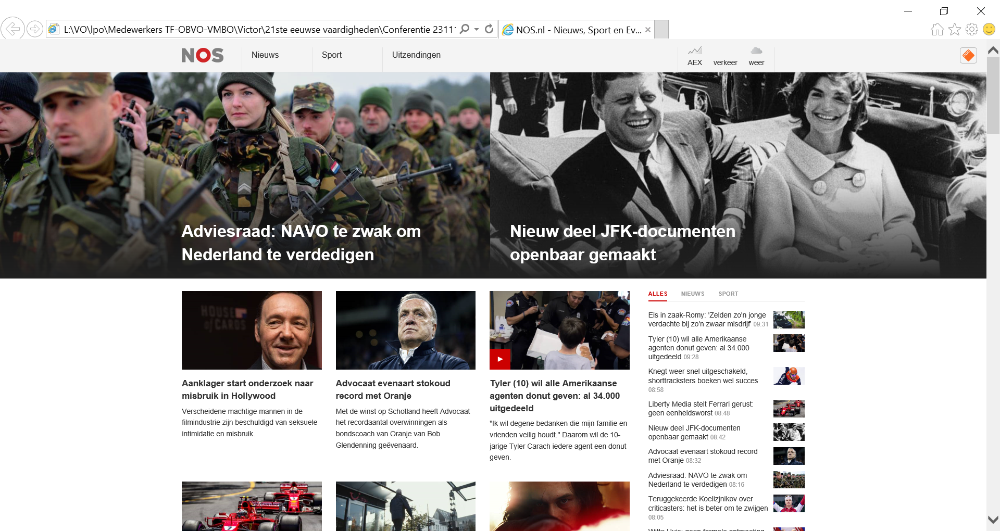 L:\VO\lpo\Medewerkers TF-OBVO-VMBO\Victor\21ste eeuwse vaardigheden\Conferentie 23111
NOS.nl - Nieuws, Sport en Ev...
NOS
Nieuws
Sport
Uitzendingen
AEX
verkeer
weer
Adviesraad: NAVO te zwak om
Nederland te verdedigen
Nieuw deel JFK-documenten
openbaar gemaakt
HOUSE
of CARDS
Aanklager start onderzoek naar
misbruik in Hollywood
Verscheidene machtige mannen in de
filmindustrie zijn beschuldigd van seksuele
intimidatie en misbruik.
Advocaat evenaart stokoud
record met Oranje
Met de winst op Schotland heeft Advocaat
het recordaantal overwinningen als
bondscoach van Oranje van Bob
Glendenning geëvenaard.
Tyler (10) wil alle Amerikaanse
agenten donut geven: al 34.000
uitgedeeld
"Ik wil degene bedanken die mijn familie en
vrienden veilig houdt." Daarom wil de 10-
jarige Tyler Carach iedere agent een donut
geven.
ALLES
NIEUWS
SPORT
Eis in zaak-Romy: 'Zelden zo'n jonge
verdachte bij zo'n zwaar misdrijf' 09:31
Tyler (10) wil alle Amerikaanse
agenten donut geven: al 34.000
uitgedeeld 09:28
Knegt weer snel uitgeschakeld,
shorttracksters boeken wel succes
08:58
Liberty Media stelt Ferrari gerust:
geen eenheidsworst 08:48
Nieuw deel JFK-documenten
openbaar gemaakt 08:42
Advocaat evenaart stokoud record
met Oranje 08:32
Adviesraad: NAVO te zwak om
Nederland te verdedigen 08:16
Teruggekeerde Koelizjnikov over
criticasters: het is beter om te zwijgen
08:05
Witte Huis: geen formele ontmoeting
Santander
7
TUI